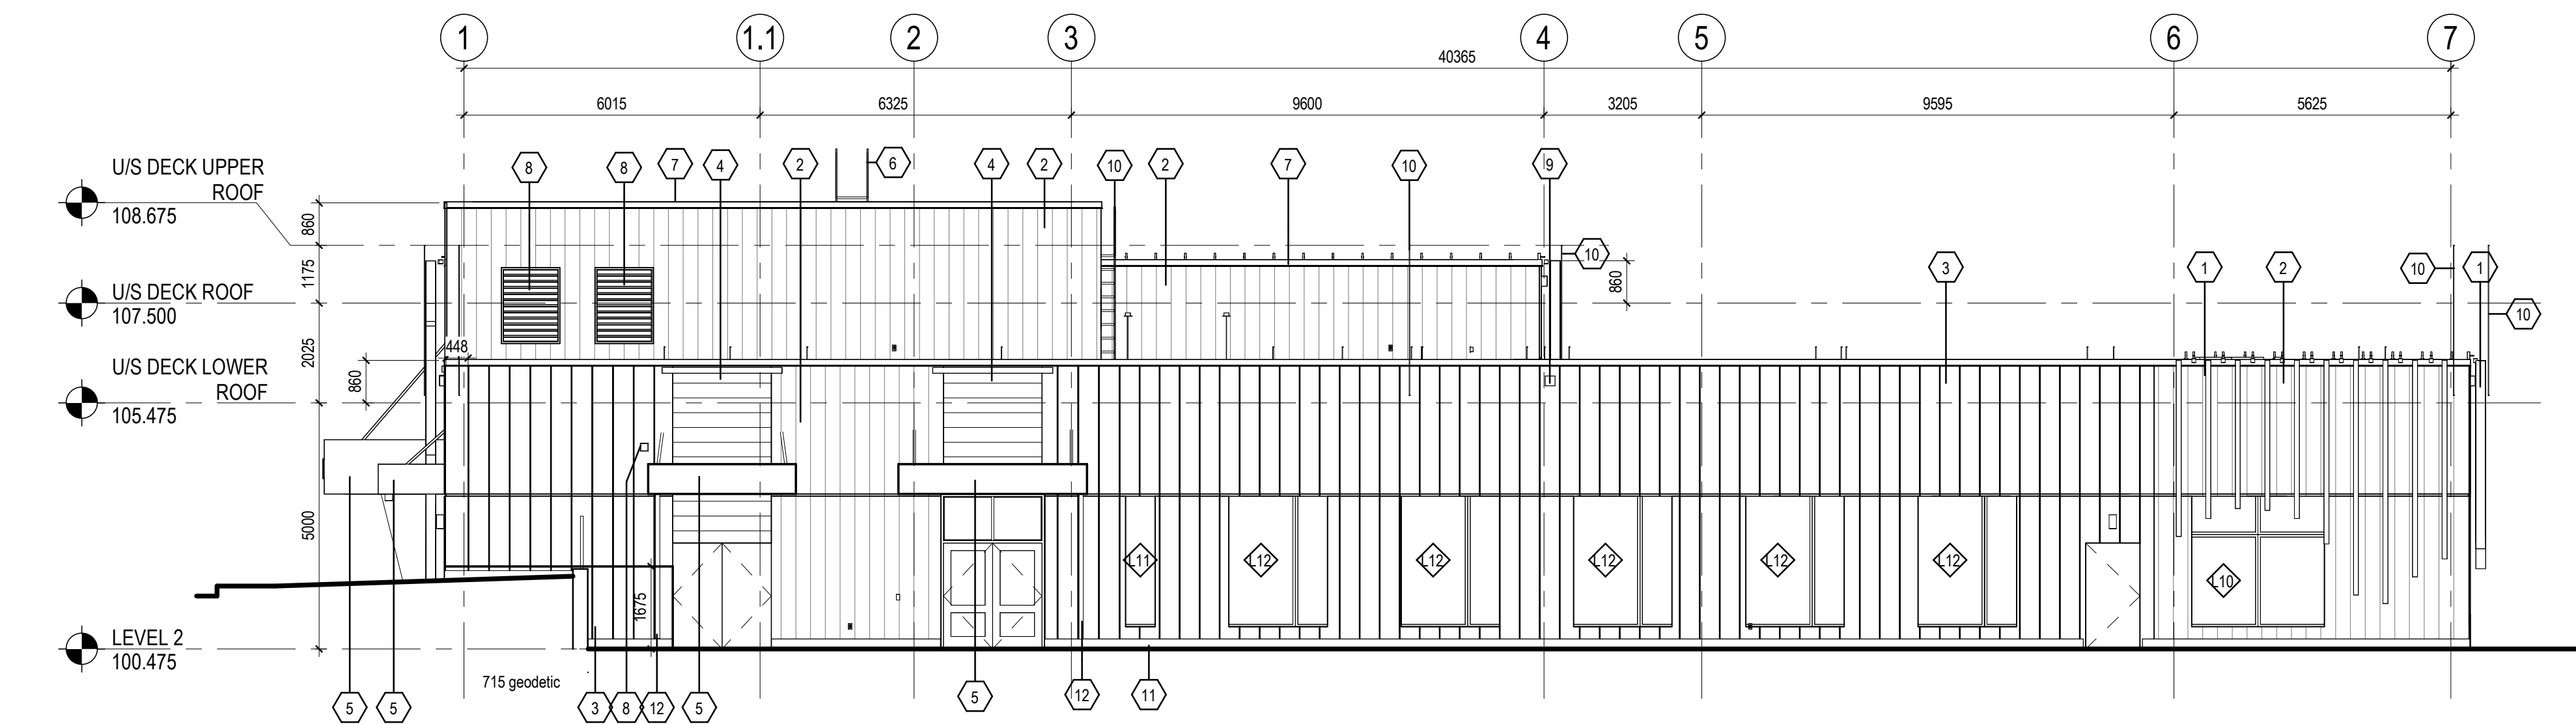 1 1.1 2 3 4 5 6 7
40365
6015 6325 9600 3205 9595 5625
8 8 7 4 2 6 4 2 10 2 7 10 9
U/S DECK UPPER
ROOF
108.675
860
10
3 1 2 10 1
1175
860
U/S DECK ROOF
107.500
10
2025
448
U/S DECK LOWER
ROOF
105.475
860
5000
L11 L12 L12 L12 L12 L12 L10
1675
LEVEL 2
100.475
715 geodetic
5 5 3 8 12 5 5 12 11